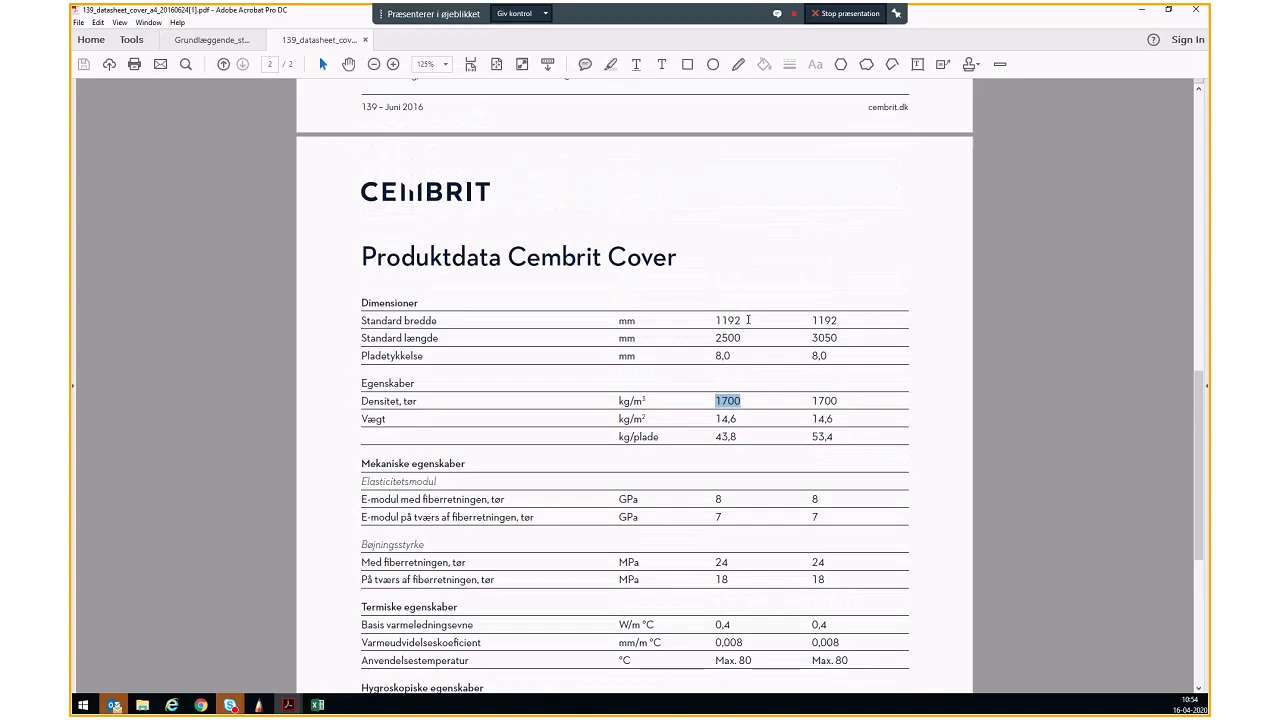 139_datasheet_cover_a4_20160624[1].pdf - Adobe Acrobat Pro DC
Præsenterer i øjeblikket
Giv kontrol
Stop præsentation
File Edit View Window Help
Home Tools Grundlæggende_st... 139_datasheet_cov... Sign In
2 / 2 125%
139 – Juni 2016 cembrit.dk
CEMBRIT
Produktdata Cembrit Cover
Dimensioner
Standard bredde mm 1192 1192
Standard længde mm 2500 3050
Pladetykkelse mm 8,0 8,0
Egenskaber
Densitet, tør kg/m³ 1700 1700
Vægt kg/m² 14,6 14,6
kg/plade 43,8 53,4
Mekaniske egenskaber
Elasticitetsmodul
E-modul med fiberretningen, tør GPa 8 8
E-modul på tværs af fiberretningen, tør GPa 7 7
Bøjningsstyrke
Med fiberretningen, tør MPa 24 24
På tværs af fiberretningen, tør MPa 18 18
Termiske egenskaber
Basis varmeledningsevne W/m °C 0,4 0,4
Varmeudvidelseskoeficient mm/m °C 0,008 0,008
Anvendelsestemperatur °C Max. 80 Max. 80
Hygroskopiske egenskaber
10:54
16-04-2020